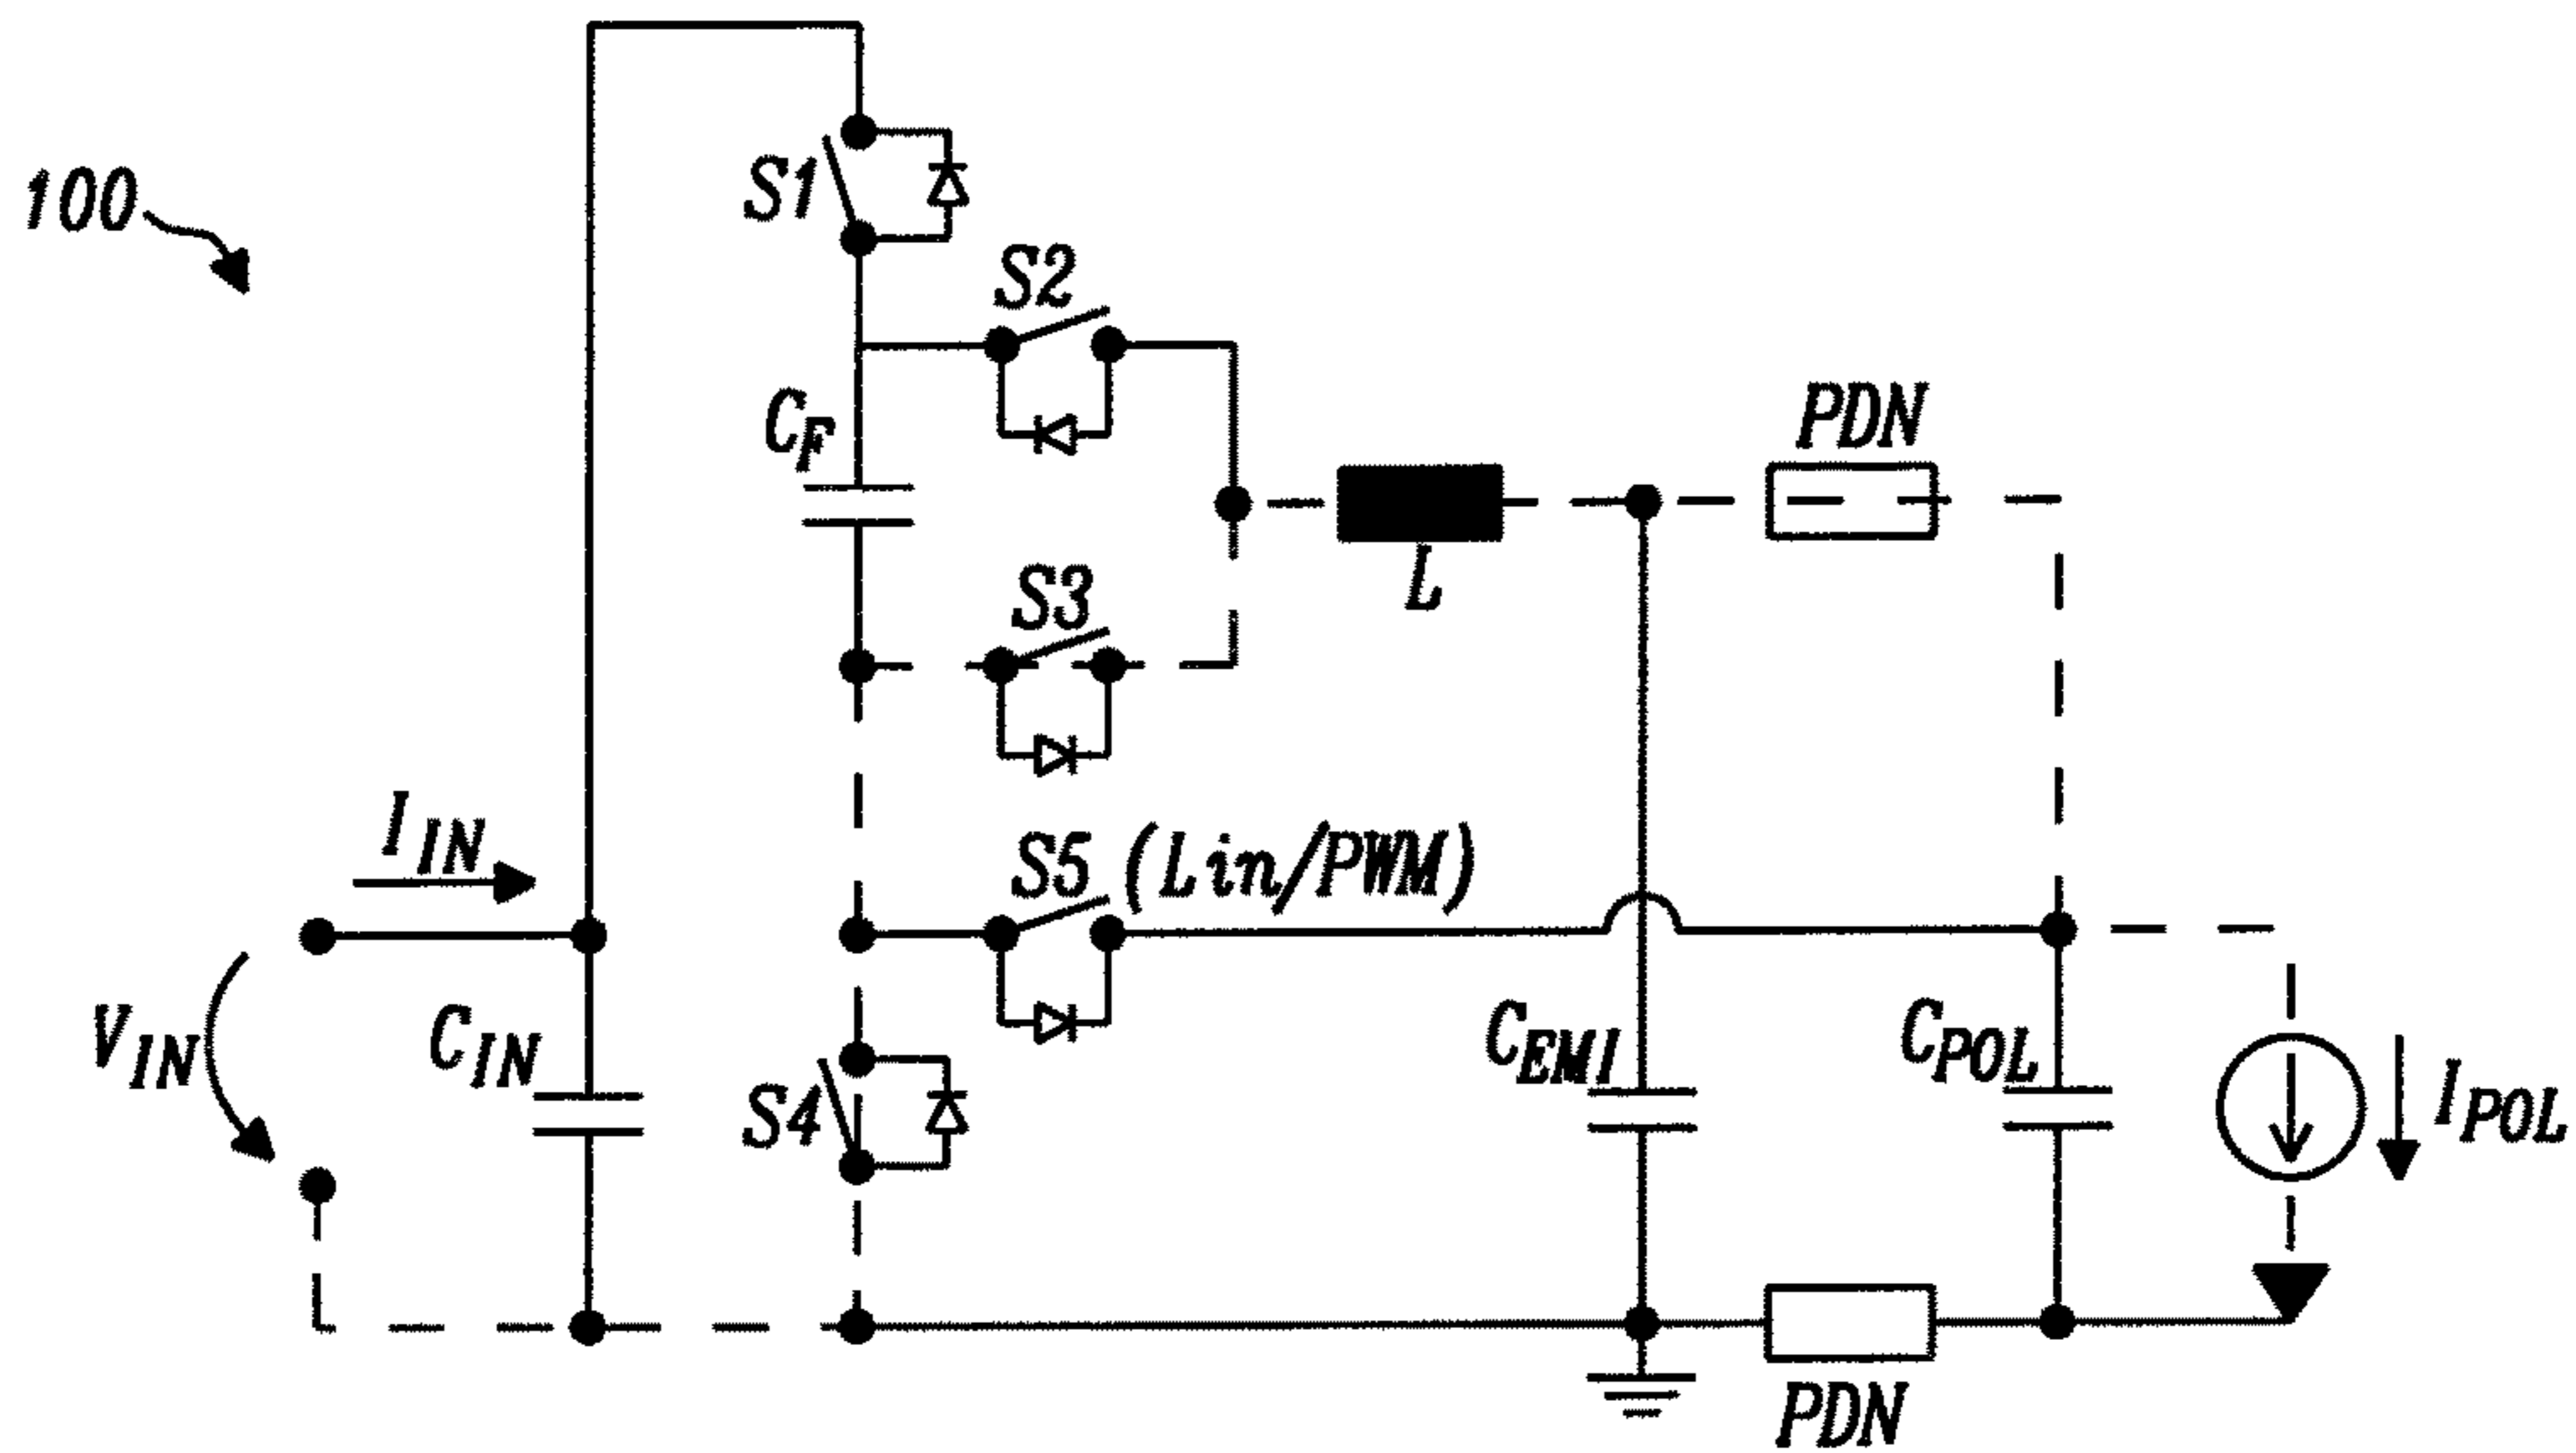 100
S1
S2
C_F
PDN
L
S3
I_IN
S5 (Lin/PWM)
V_IN
C_IN
S4
C_EMI
C_POL
I_POL
PDN